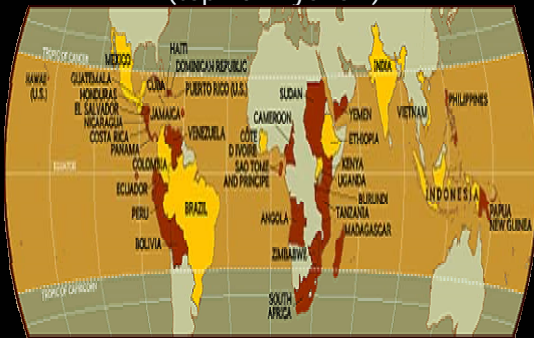 TROPIC OF CANCER
MEXICO
HAITI
DOMINICAN REPUBLIC
HAWAII
(U.S.)
GUATEMALA
HONDURAS
EL SALVADOR
NICARAGUA
COSTA RICA
PANAMA
CUBA
JAMAICA
PUERTO RICO (U.S.)
VENEZUELA
COLOMBIA
EQUATOR
ECUADOR
PERU
BRAZIL
BOLIVIA
SUDAN
CAMEROON
CÔTE
D IVOIRE
SAO TOME
AND PRINCIPE
ANGOLA
ZIMBABWE
SOUTH
AFRICA
YEMEN
ETHIOPIA
KENYA
UGANDA
BURUNDI
TANZANIA
MADAGASCAR
INDIA
VIETNAM
PHILIPPINES
INDONESIA
PAPUA
NEW GUINEA
TROPIC OF CAPRICORN